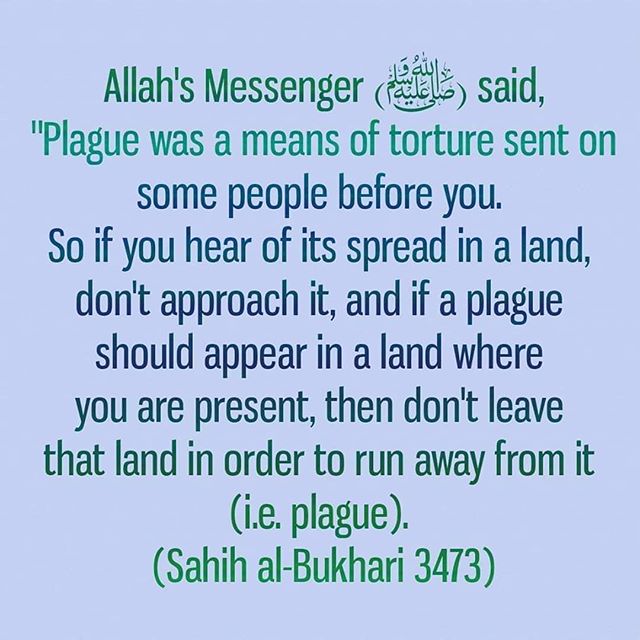 Allah's Messenger (ﷺ) said,
"Plague was a means of torture sent on
some people before you.
So if you hear of its spread in a land,
don't approach it, and if a plague
should appear in a land where
you are present, then don't leave
that land in order to run away from it
(i.e. plague).
(Sahih al-Bukhari 3473)